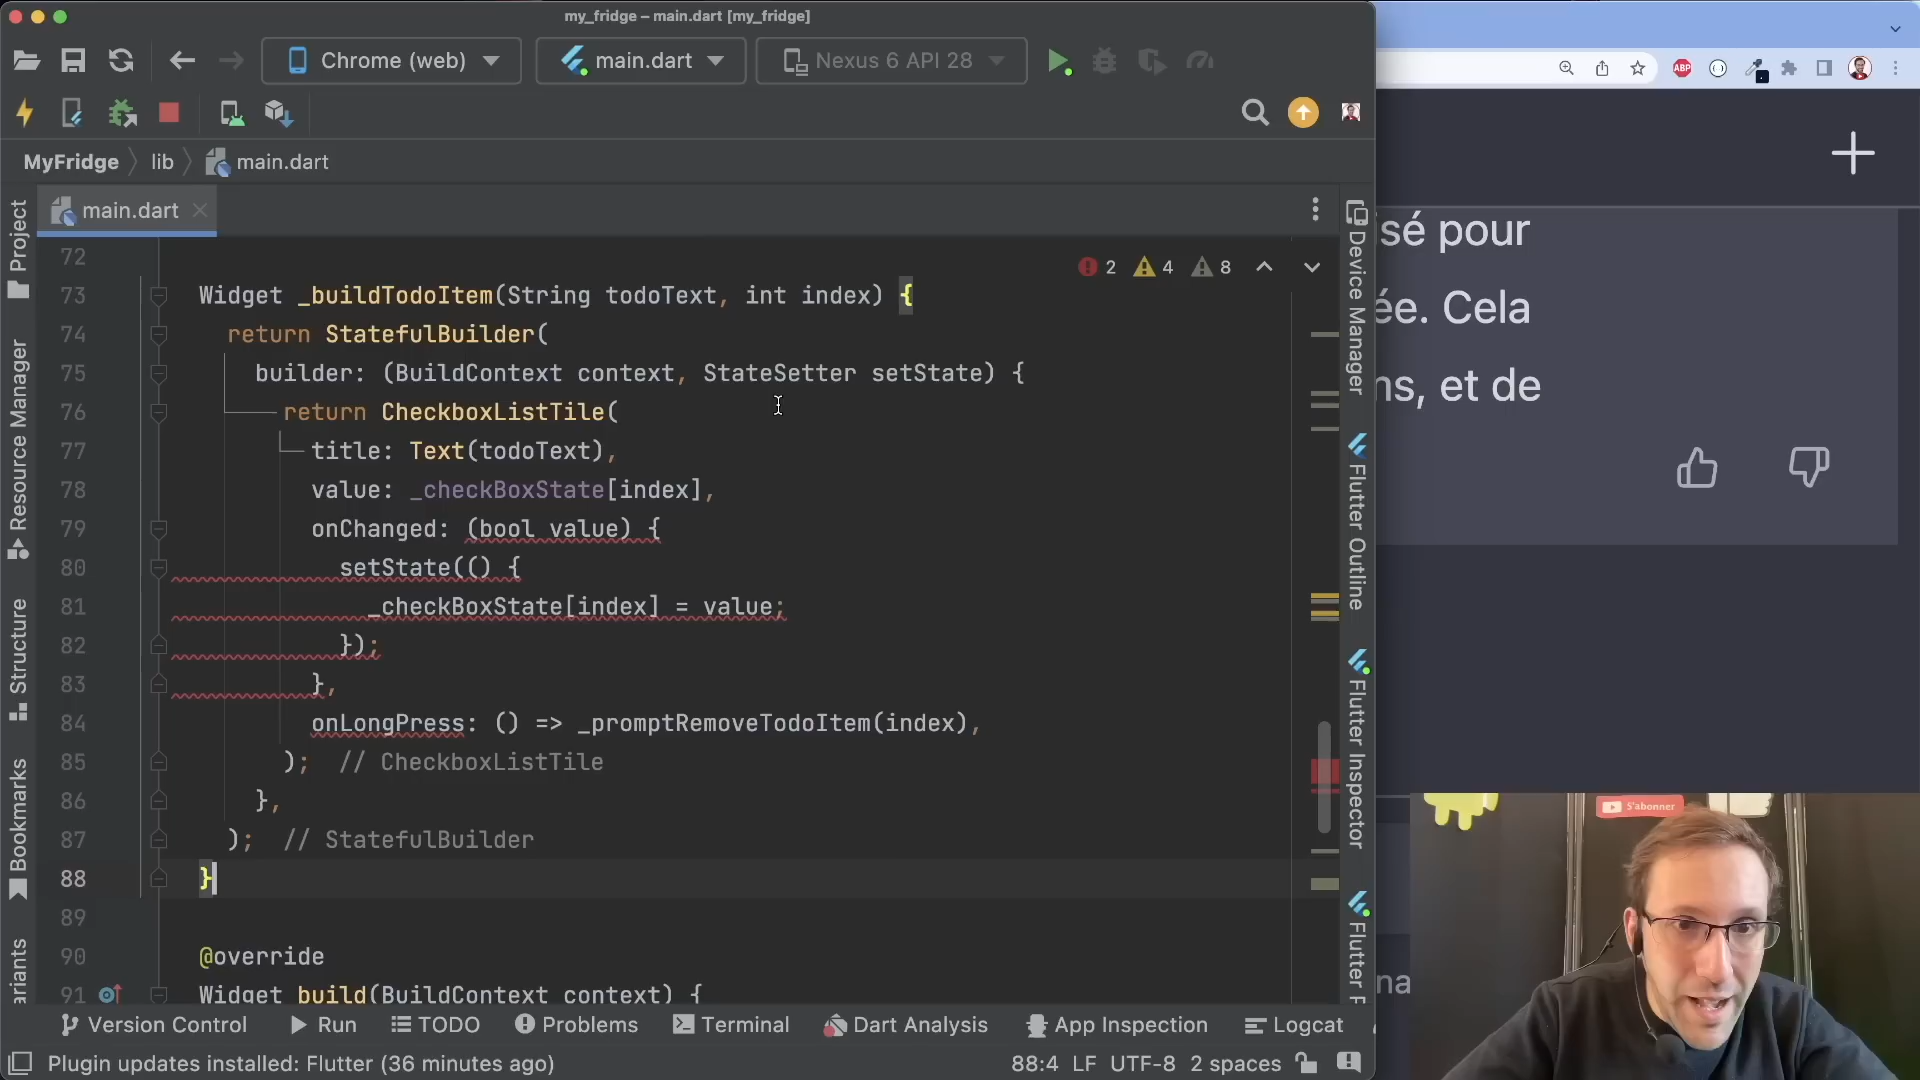 my_fridge – main.dart [my_fridge]
Chrome (web)
main.dart
Nexus 6 API 28
ABP
MyFridge
lib
main.dart
main.dart
2
4
8
72
73 Widget _buildTodoItem(String todoText, int index) {
74 return StatefulBuilder(
75 builder: (BuildContext context, StateSetter setState) {
76 return CheckboxListTile(
77 title: Text(todoText),
78 value: _checkBoxState[index],
79 onChanged: (bool value) {
80 setState(() {
81 _checkBoxState[index] = value;
82 });
83 },
84 onLongPress: () => _promptRemoveTodoItem(index),
85 ); // CheckboxListTile
86 },
87 ); // StatefulBuilder
88 }
89
90 @override
91 Widget build(BuildContext context) {
Project
Resource Manager
Structure
Bookmarks
ariants
Device Manager
Flutter Outline
Flutter Inspector
Flutter F
Version Control
Run
TODO
Problems
Terminal
Dart Analysis
App Inspection
Logcat
Plugin updates installed: Flutter (36 minutes ago)
88:4 LF UTF-8 2 spaces
sé pour
ée. Cela
ns, et de
na
S'abonner